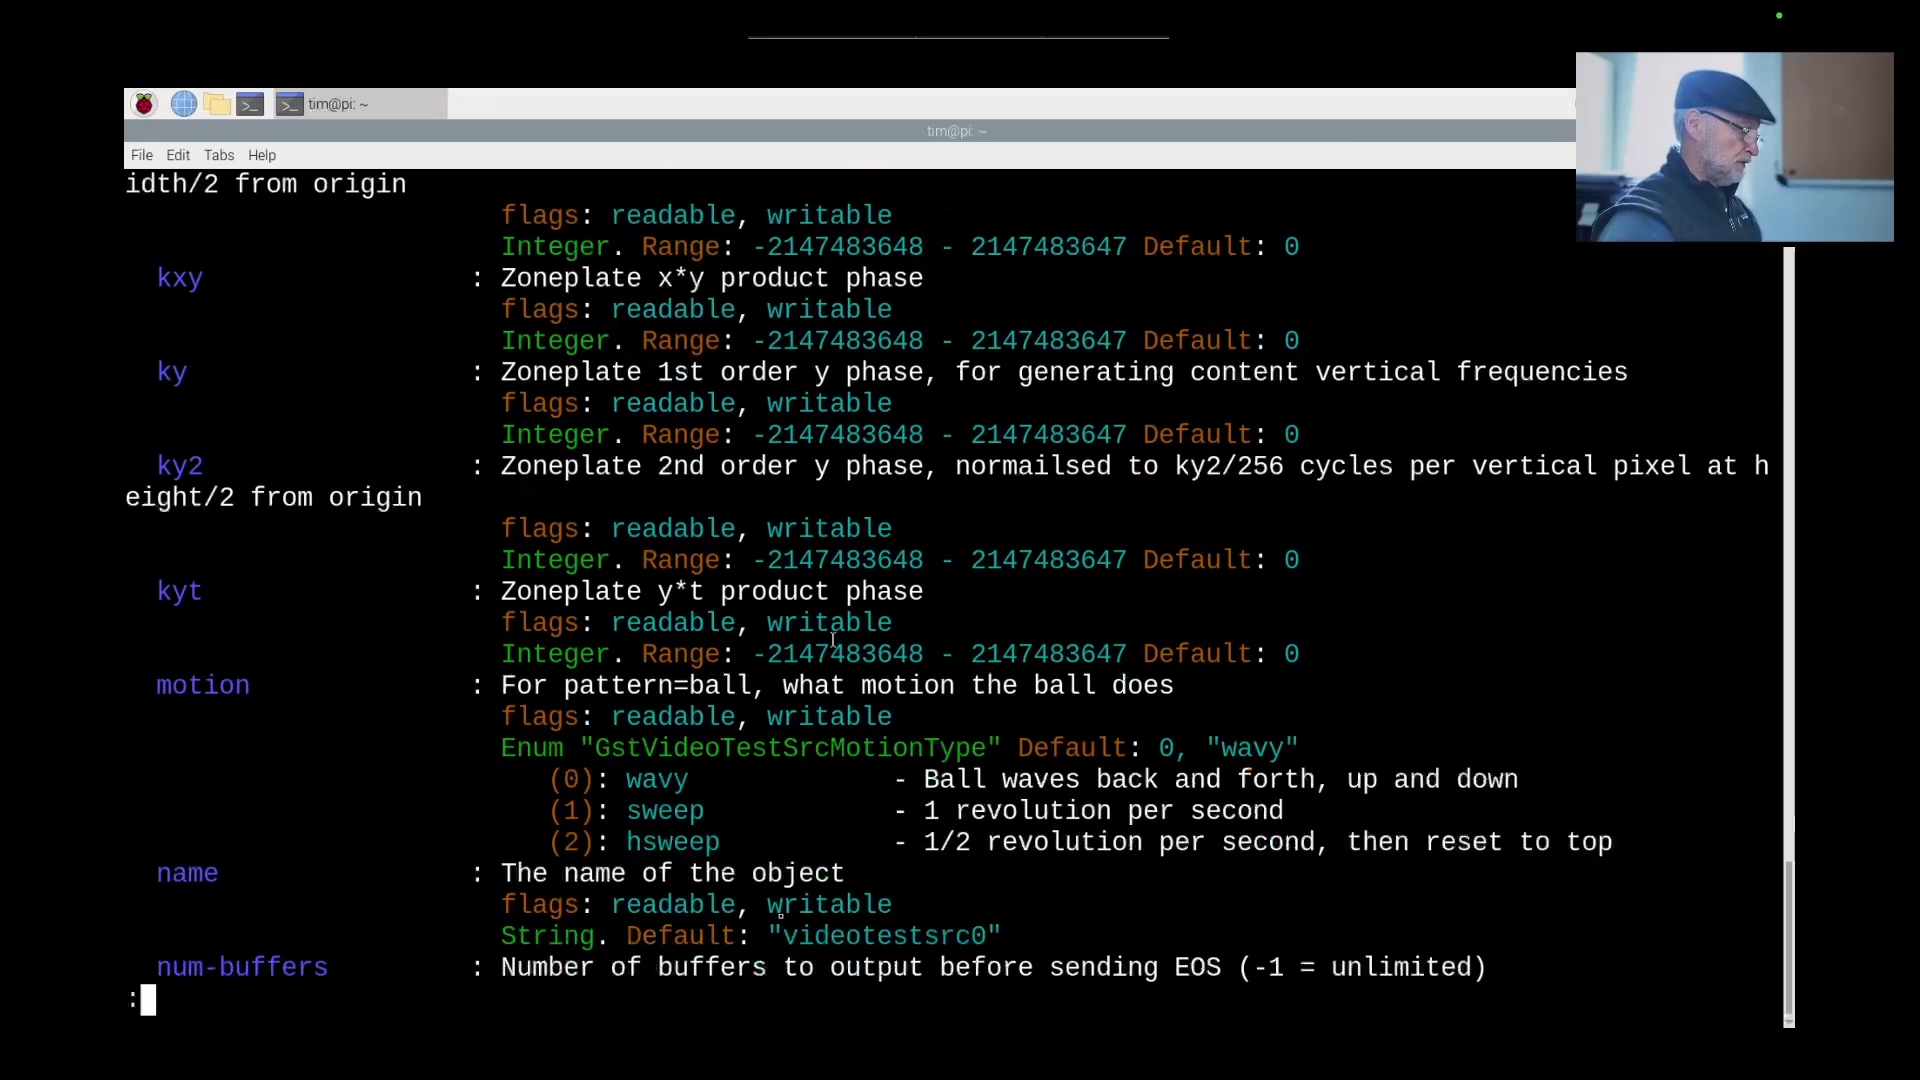 tim@pi: ~
tim@pi: ~
File Edit Tabs Help
idth/2 from origin
flags: readable, writable
Integer. Range: -2147483648 - 2147483647 Default: 0
kxy : Zoneplate x*y product phase
flags: readable, writable
Integer. Range: -2147483648 - 2147483647 Default: 0
ky : Zoneplate 1st order y phase, for generating content vertical frequencies
flags: readable, writable
Integer. Range: -2147483648 - 2147483647 Default: 0
ky2 : Zoneplate 2nd order y phase, normailsed to ky2/256 cycles per vertical pixel at h
eight/2 from origin
flags: readable, writable
Integer. Range: -2147483648 - 2147483647 Default: 0
kyt : Zoneplate y*t product phase
flags: readable, writable
Integer. Range: -2147483648 - 2147483647 Default: 0
motion : For pattern=ball, what motion the ball does
flags: readable, writable
Enum "GstVideoTestSrcMotionType" Default: 0, "wavy"
(0): wavy - Ball waves back and forth, up and down
(1): sweep - 1 revolution per second
(2): hsweep - 1/2 revolution per second, then reset to top
name : The name of the object
flags: readable, writable
String. Default: "videotestsrc0"
num-buffers : Number of buffers to output before sending EOS (-1 = unlimited)
: